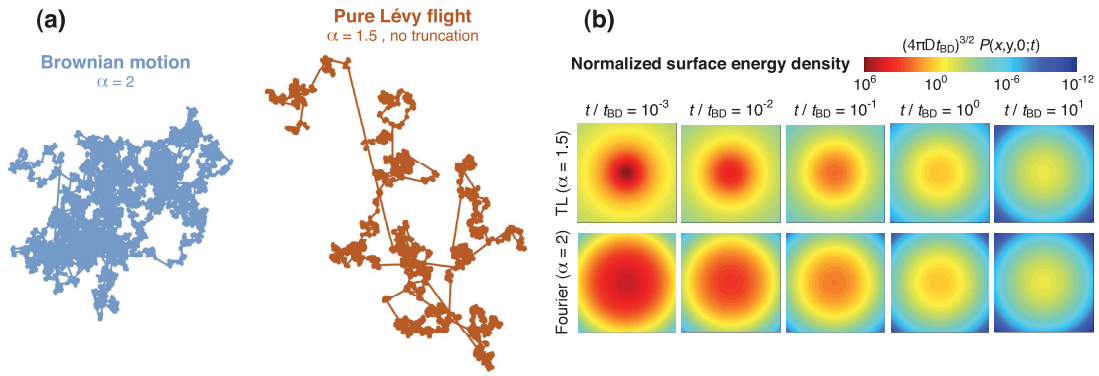 (a)
Brownian motion
α = 2
Pure Lévy flight
α = 1.5 , no truncation
(b)
Normalized surface energy density
(4πDt_BD)^3/2 P(x,y,0;t)
10^6 10^0 10^-6 10^-12
t / t_BD = 10^-3 t / t_BD = 10^-2 t / t_BD = 10^-1 t / t_BD = 10^0 t / t_BD = 10^1
TL (α = 1.5)
Fourier (α = 2)